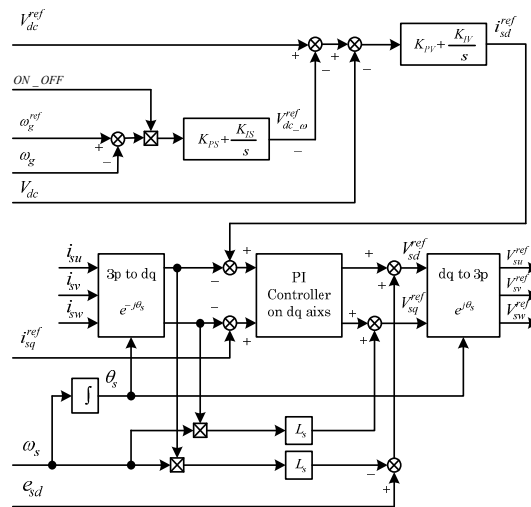 V_dc^ref
i_sd^ref
K_PV + K_IV/s
ON_OFF
ω_g^ref
K_PS + K_IS/s
V_dc_ω^ref
ω_g
V_dc
i_su
i_sv
i_sw
3p to dq
e^-jθ_s
PI
Controller
on dq aixs
V_sd^ref
V_sq^ref
dq to 3p
e^jθ_s
V_su^ref
V_sv^ref
V_sw^ref
i_sq^ref
∫
θ_s
ω_s
L_s
L_s
e_sd